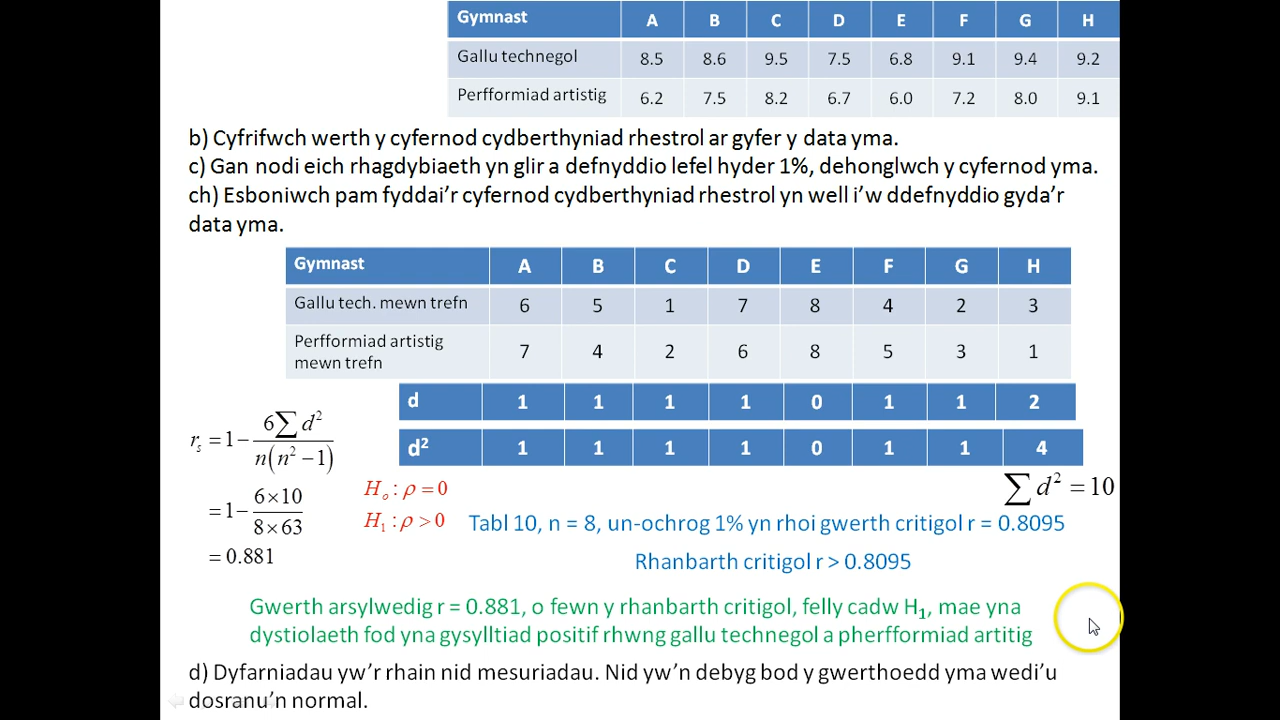 Gymnast A B C D E F G H
Gallu technegol 8.5 8.6 9.5 7.5 6.8 9.1 9.4 9.2
Perfformiad artistig 6.2 7.5 8.2 6.7 6.0 7.2 8.0 9.1
b) Cyfrifwch werth y cyfernod cydberthyniad rhestrol ar gyfer y data yma.
c) Gan nodi eich rhagdybiaeth yn glir a defnyddio lefel hyder 1%, dehonglwch y cyfernod yma.
ch) Esboniwch pam fyddai’r cyfernod cydberthyniad rhestrol yn well i’w ddefnyddio gyda’r
data yma.
Gymnast A B C D E F G H
Gallu tech. mewn trefn 6 5 1 7 8 4 2 3
Perfformiad artistig
mewn trefn 7 4 2 6 8 5 3 1
d 1 1 1 1 0 1 1 2
d² 1 1 1 1 0 1 1 4
r_s = 1 − 6∑d² / n(n² − 1)
∑d² = 10
= 1 − 6×10 / 8×63
= 0.881
H_o : ρ = 0
H₁ : ρ > 0
Tabl 10, n = 8, un-ochrog 1% yn rhoi gwerth critigol r = 0.8095
Rhanbarth critigol r > 0.8095
Gwerth arsylwedig r = 0.881, o fewn y rhanbarth critigol, felly cadw H₁, mae yna
dystiolaeth fod yna gysylltiad positif rhwng gallu technegol a pherfformiad artitig
d) Dyfarniadau yw’r rhain nid mesuriadau. Nid yw’n debyg bod y gwerthoedd yma wedi’u
dosranu’n normal.